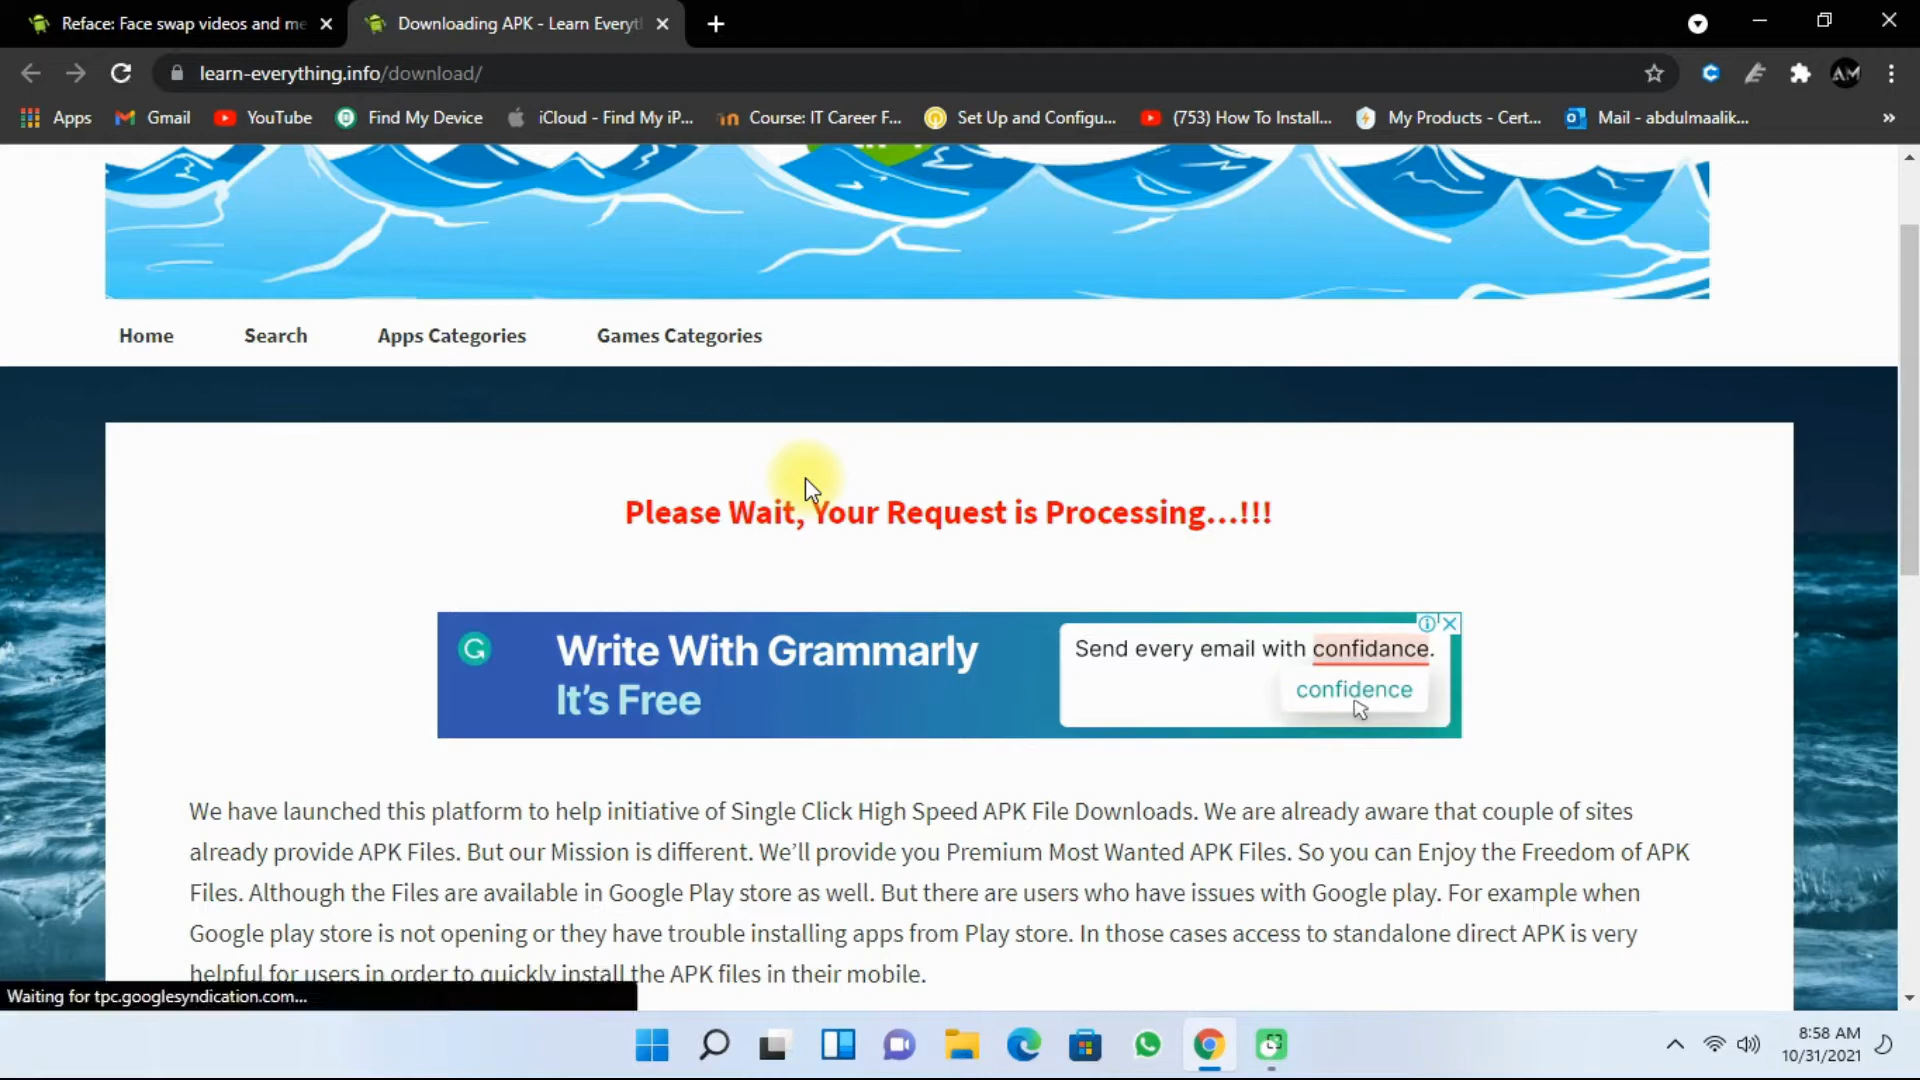 Reface: Face swap videos and me
Downloading APK - Learn Everyt
learn-everything.info/download/
AM
Apps
Gmail
YouTube
Find My Device
iCloud - Find My iP...
Course: IT Career F...
Set Up and Configu...
(753) How To Install...
My Products - Cert...
Mail - abdulmaalik...
»
Home
Search
Apps Categories
Games Categories
Please Wait, Your Request is Processing...!!!
Write With Grammarly
It's Free
Send every email with confidance.
confidence
We have launched this platform to help initiative of Single Click High Speed APK File Downloads. We are already aware that couple of sites
already provide APK Files. But our Mission is different. We'll provide you Premium Most Wanted APK Files. So you can Enjoy the Freedom of APK
Files. Although the Files are available in Google Play store as well. But there are users who have issues with Google play. For example when
Google play store is not opening or they have trouble installing apps from Play store. In those cases access to standalone direct APK is very
helpful for users in order to quickly install the APK files in their mobile.
Waiting for tpc.googlesyndication.com...
8:58 AM
10/31/2021